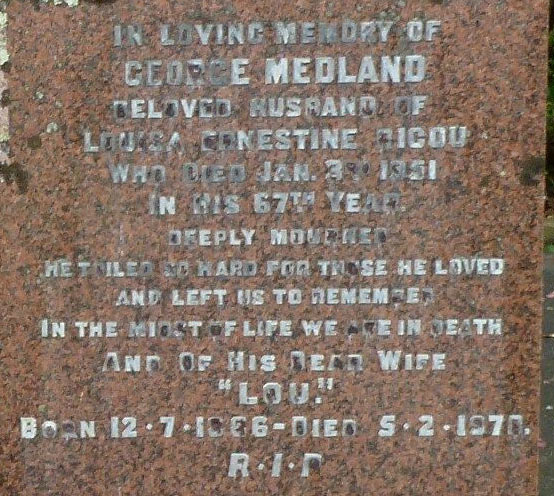 IN LOVING MEMORY OF
GEORGE MEDLAND
BELOVED HUSBAND OF
LOUISA ERNESTINE BICOU
WHO DIED JAN. 3RD 1951
IN HIS 67TH YEAR.
DEEPLY MOURNED
HE TOILED SO HARD FOR THOSE HE LOVED
AND LEFT US TO REMEMBER
IN THE MIDST OF LIFE WE ARE IN DEATH
AND OF HIS DEAR WIFE
"LOU."
BORN 12·7·1886-DIED 5·2·1970.
R·I·P